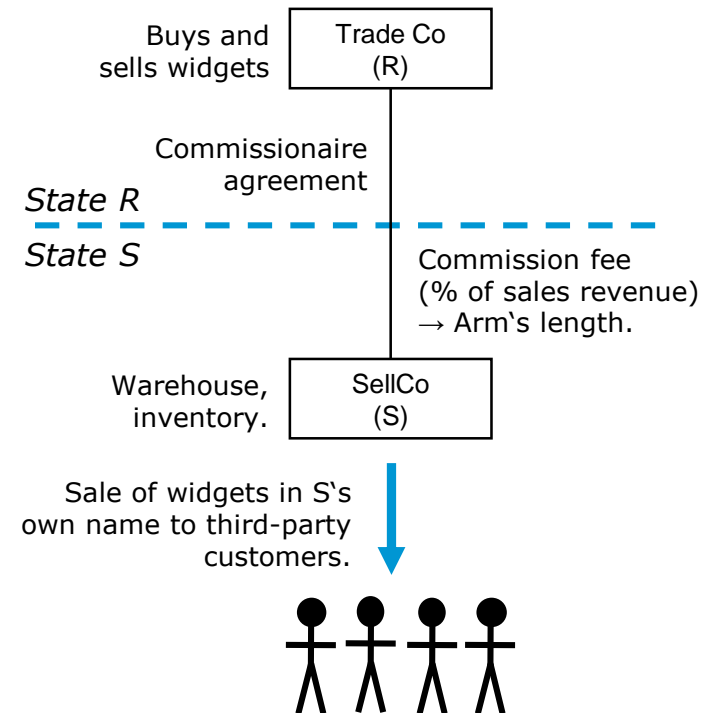 Buys and
sells widgets
Trade Co
(R)
Commissionaire
agreement
State R
State S
Commission fee
(% of sales revenue)
→ Arm‘s length.
Warehouse,
inventory.
SellCo
(S)
Sale of widgets in S‘s
own name to third-party
customers.